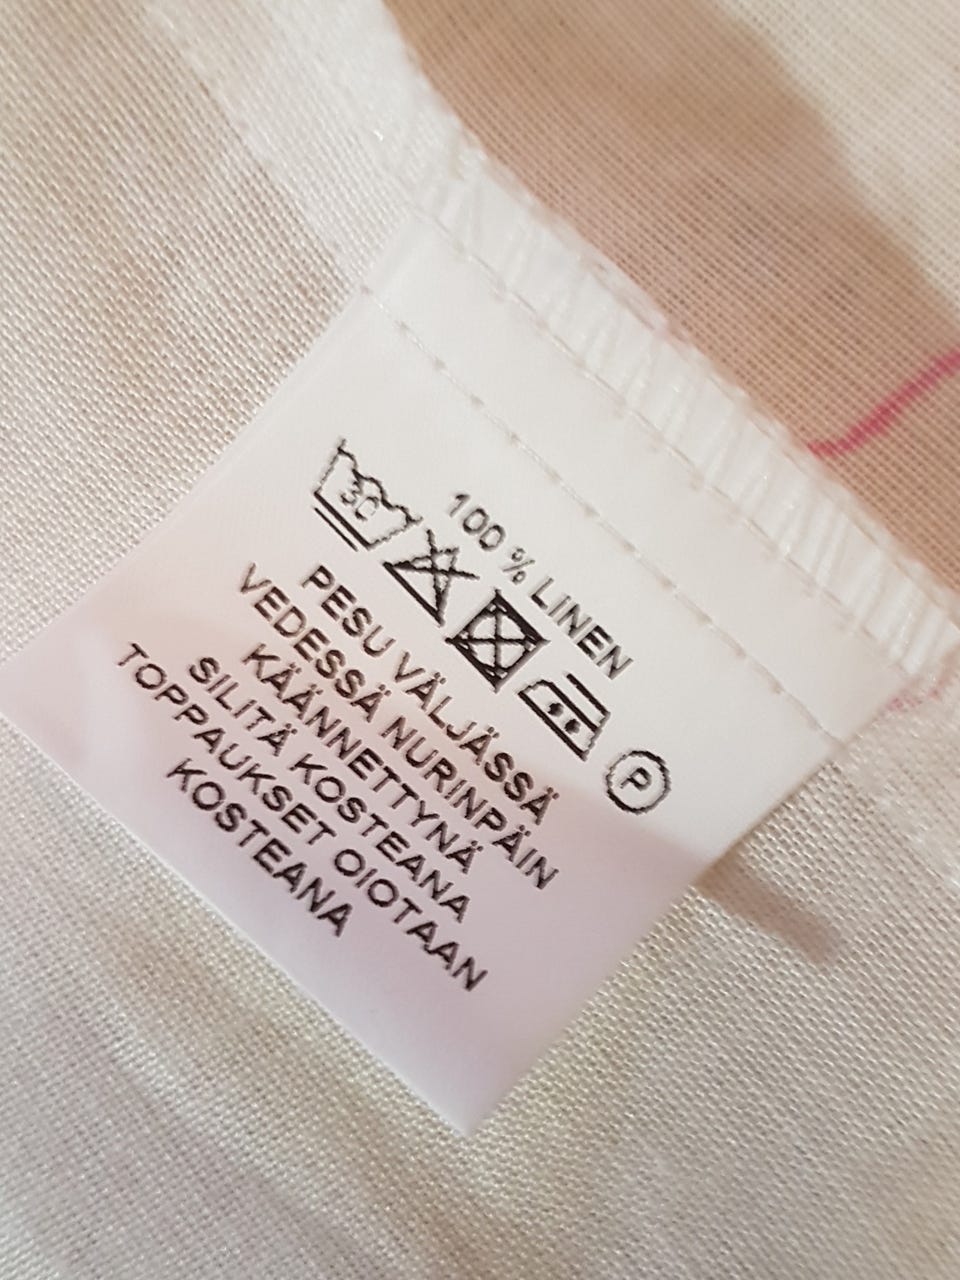 100 % LINEN
30 P
PESU VÄLJÄSSÄ
VEDESSÄ NURINPÄIN
KÄÄNNETTYNÄ
SILITÄ KOSTEANA
TOPPAUKSET OIOTAAN
KOSTEANA